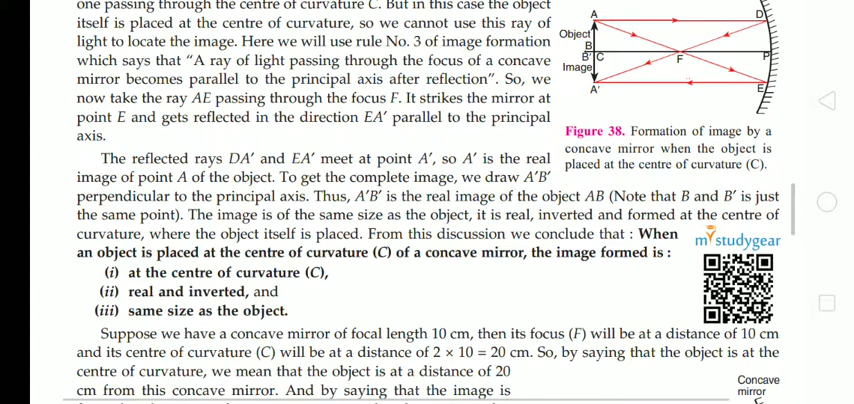 one passing through the centre of curvature C. But in this case the object
itself is placed at the centre of curvature, so we cannot use this ray of
light to locate the image. Here we will use rule No. 3 of image formation
which says that “A ray of light passing through the focus of a concave
mirror becomes parallel to the principal axis after reflection”. So, we
now take the ray AE passing through the focus F. It strikes the mirror at
point E and gets reflected in the direction EA′ parallel to the principal
axis.
The reflected rays DA′ and EA′ meet at point A′, so A′ is the real
image of point A of the object. To get the complete image, we draw A′B′
A
D
Object
B
B′
C
F
P
Image
A′
E
Figure 38. Formation of image by a
concave mirror when the object is
placed at the centre of curvature (C).
perpendicular to the principal axis. Thus, A′B′ is the real image of the object AB (Note that B and B′ is just
the same point). The image is of the same size as the object, it is real, inverted and formed at the centre of
curvature, where the object itself is placed. From this discussion we conclude that : When
an object is placed at the centre of curvature (C) of a concave mirror, the image formed is :
(i) at the centre of curvature (C),
(ii) real and inverted, and
(iii) same size as the object.
mystudygear
Suppose we have a concave mirror of focal length 10 cm, then its focus (F) will be at a distance of 10 cm
and its centre of curvature (C) will be at a distance of 2 × 10 = 20 cm. So, by saying that the object is at the
centre of curvature, we mean that the object is at a distance of 20
cm from this concave mirror. And by saying that the image is
Concave
mirror